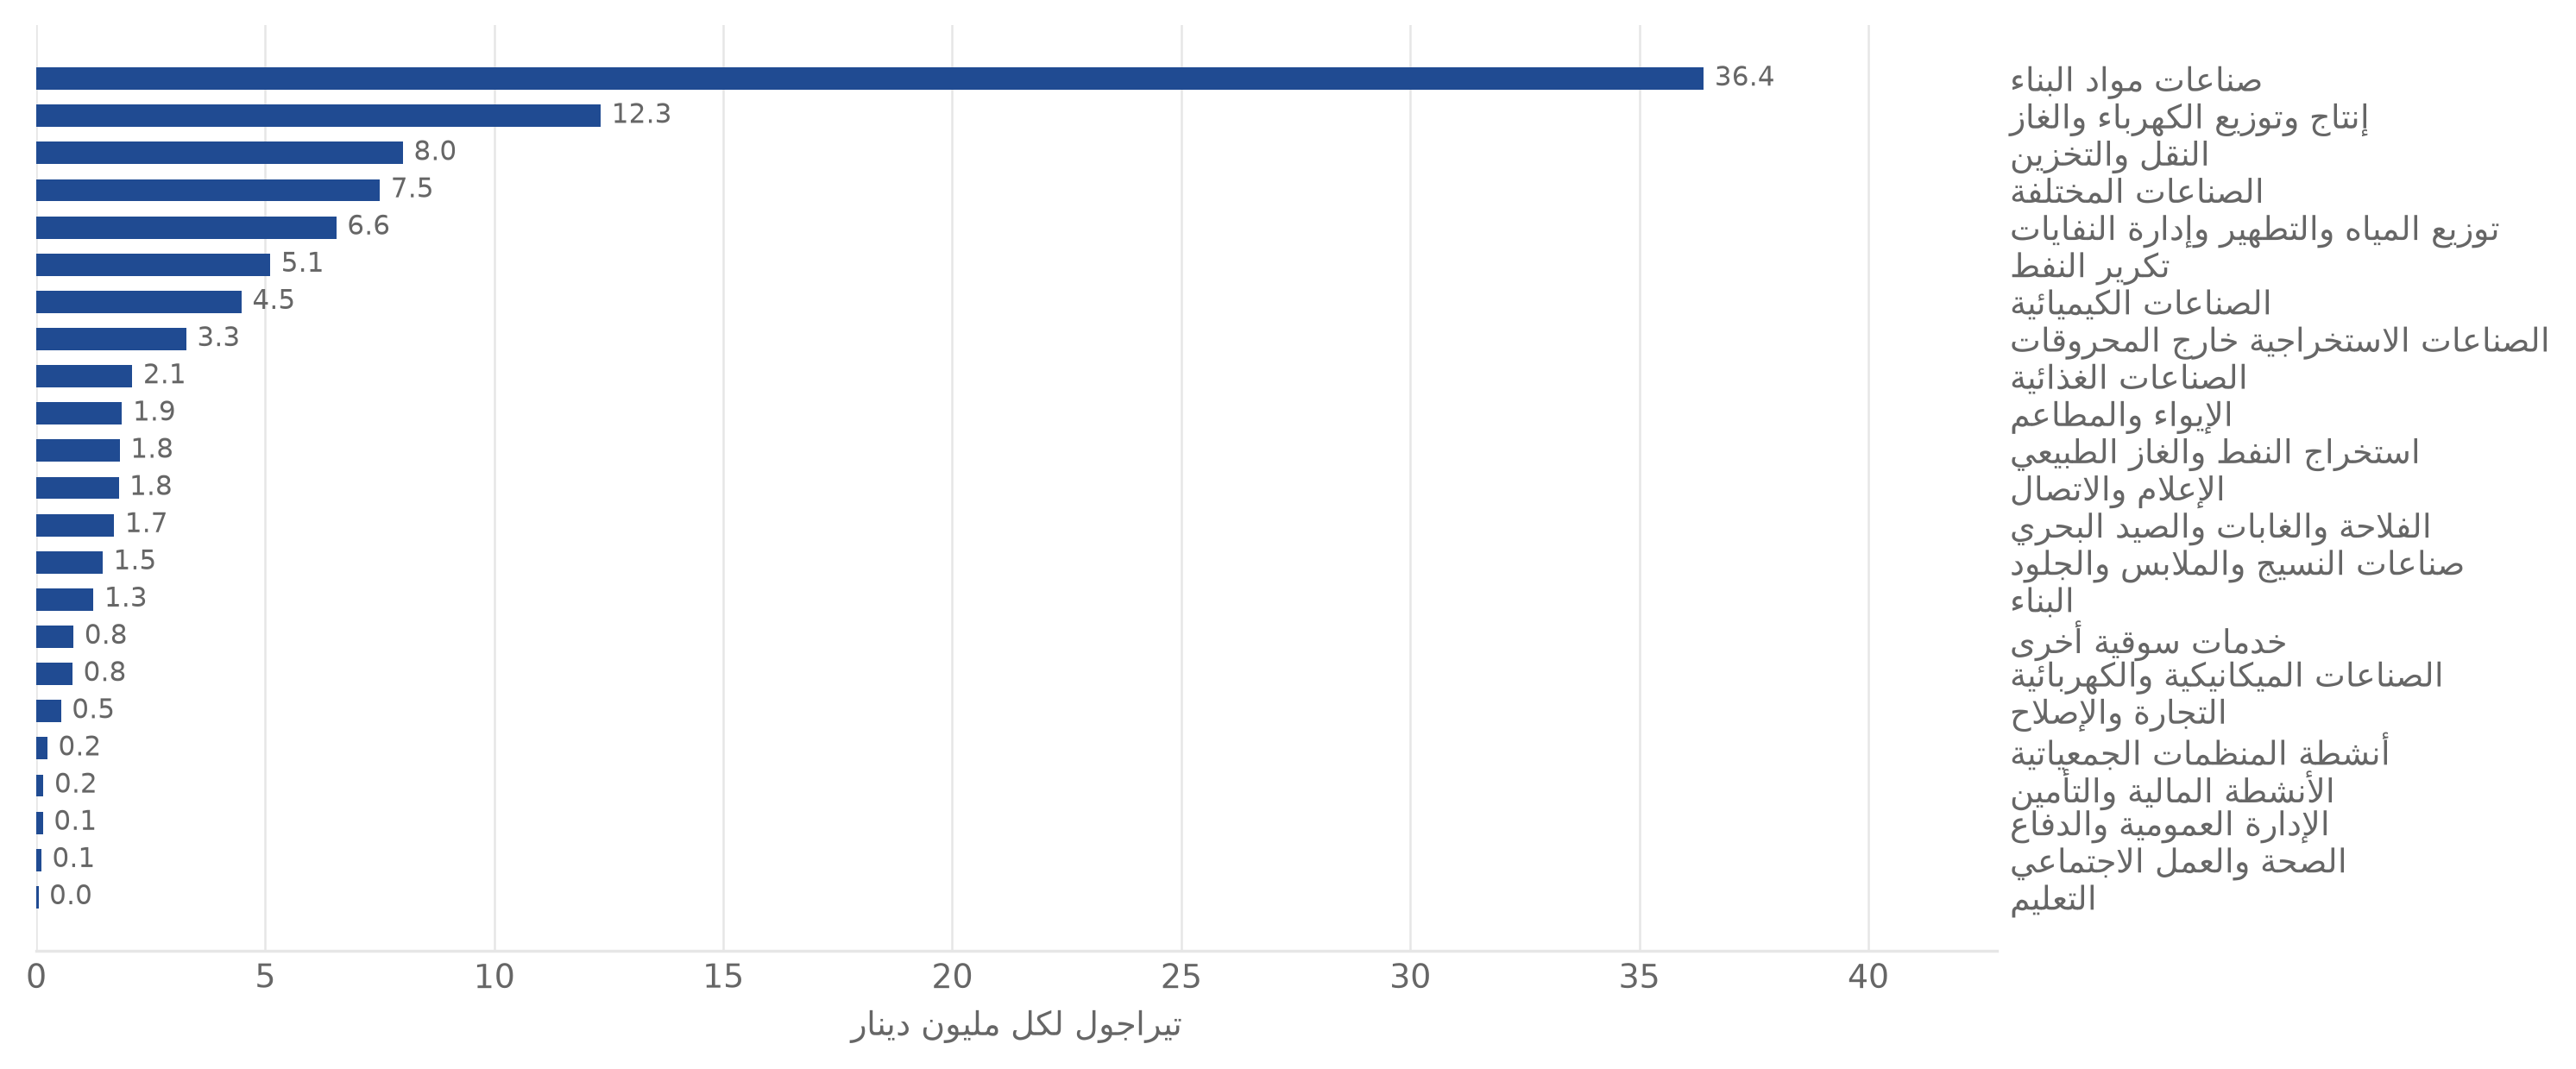 36.4 صناعات مواد البناء
12.3 إنتاج وتوزيع الكهرباء والغاز
8.0 النقل والتخزين
7.5 الصناعات المختلفة
6.6 توزيع المياه والتطهير وإدارة النفايات
5.1 تكرير النفط
4.5 الصناعات الكيميائية
3.3 الصناعات الاستخراجية خارج المحروقات
2.1 الصناعات الغذائية
1.9 الإيواء والمطاعم
1.8 استخراج النفط والغاز الطبيعي
1.8 الإعلام والاتصال
1.7 الفلاحة والغابات والصيد البحري
1.5 صناعات النسيج والملابس والجلود
1.3 البناء
0.8 خدمات سوقية أخرى
0.8 الصناعات الميكانيكية والكهربائية
0.5 التجارة والإصلاح
0.2 أنشطة المنظمات الجمعياتية
0.2 الأنشطة المالية والتأمين
0.1 الإدارة العمومية والدفاع
0.1 الصحة والعمل الاجتماعي
0.0 التعليم
0 5 10 15 20 25 30 35 40
تيراجول لكل مليون دينار